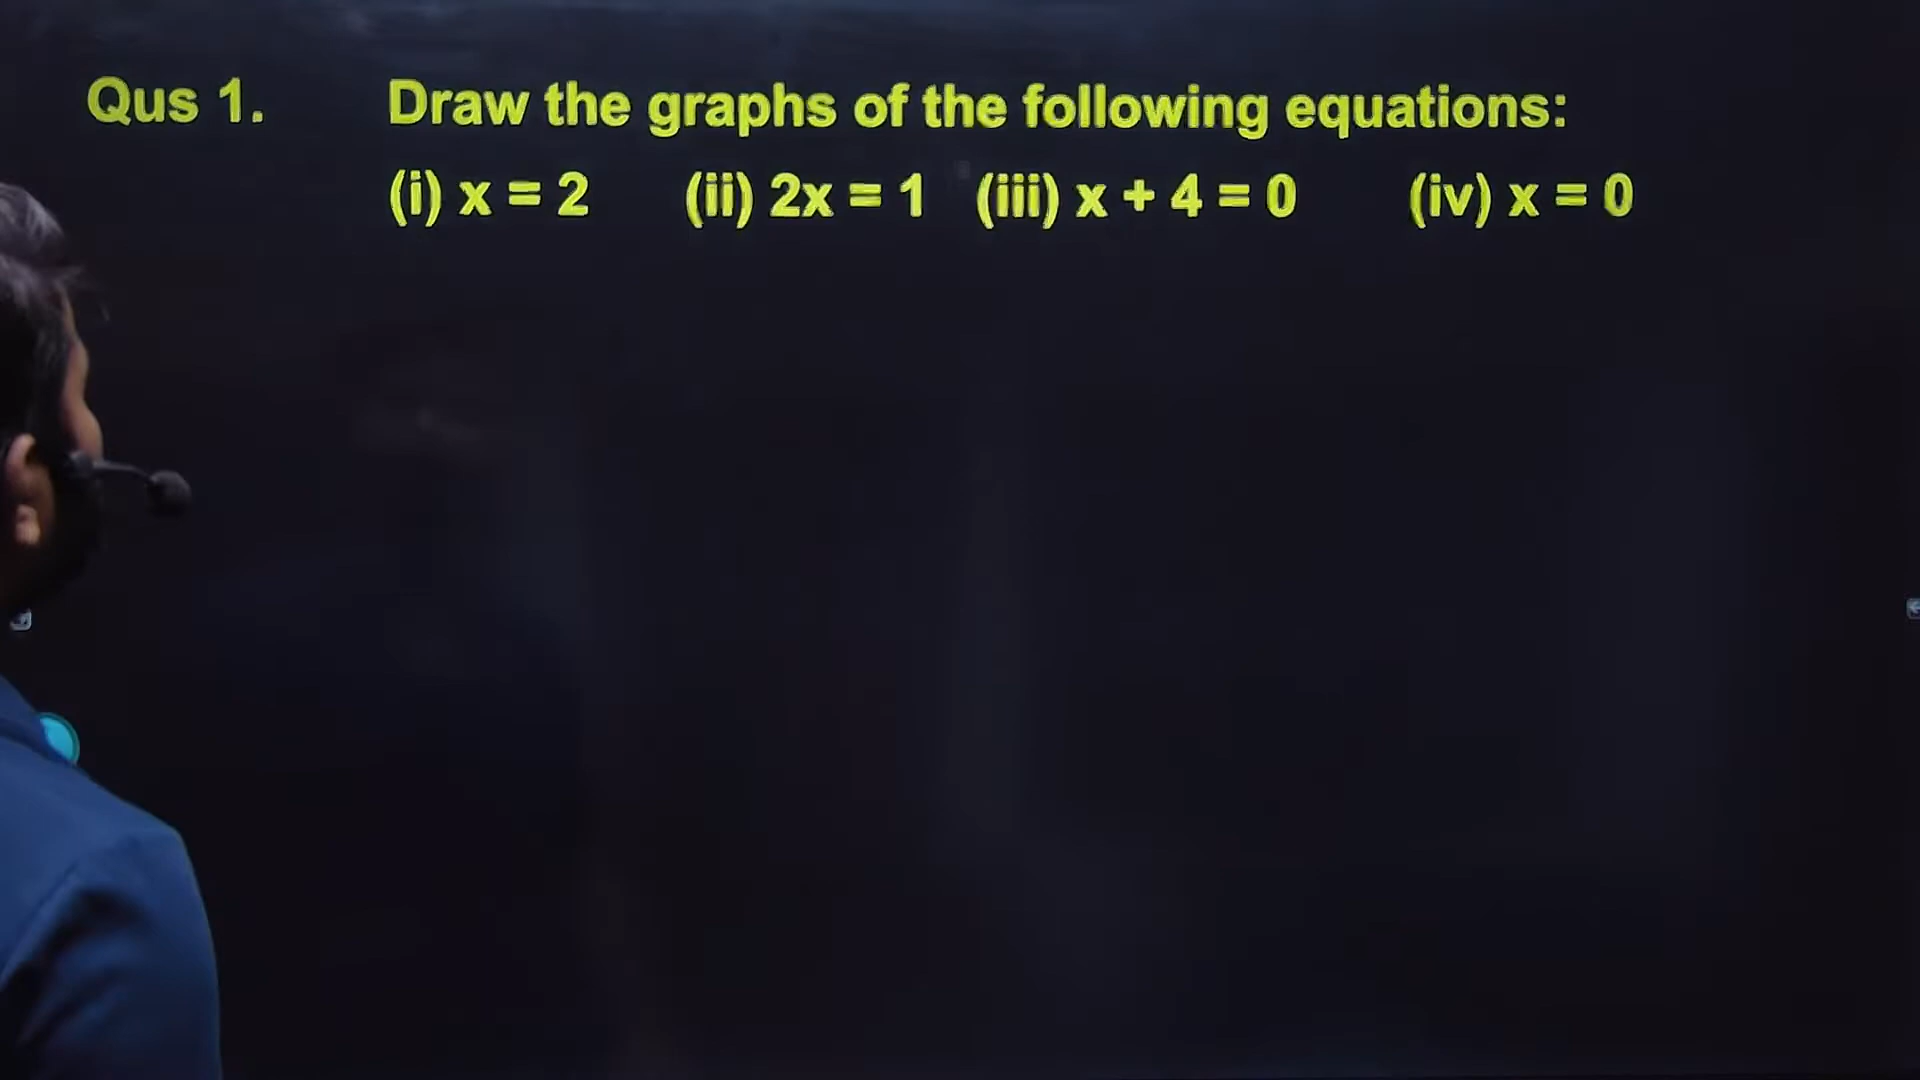 Qus 1. Draw the graphs of the following equations:
(i) x = 2 (ii) 2x = 1 (iii) x + 4 = 0 (iv) x = 0